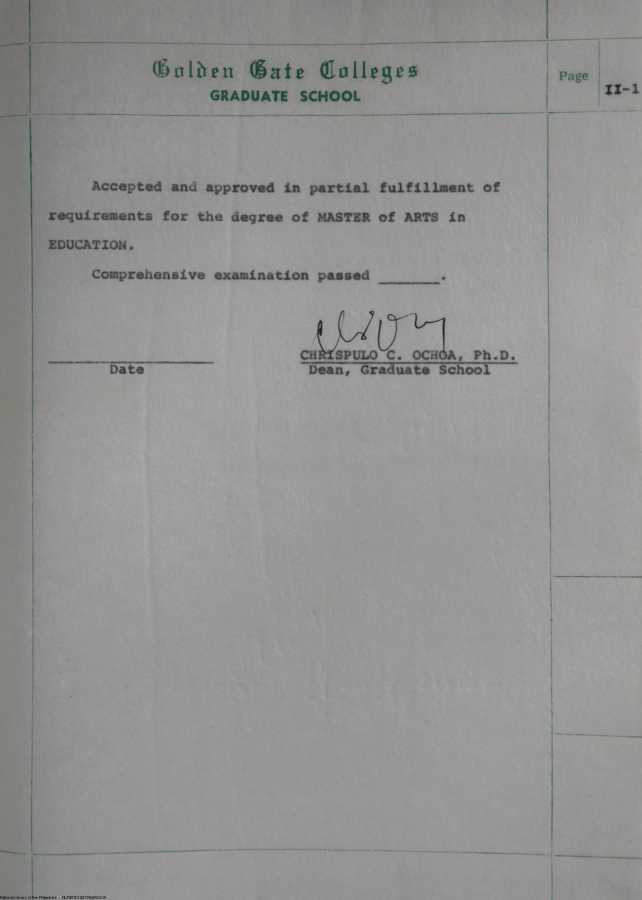 Golden Gate Colleges
GRADUATE SCHOOL
Page
II-1
Accepted and approved in partial fulfillment of
requirements for the degree of MASTER of ARTS in
EDUCATION.
Comprehensive examination passed _______.
CHRISPULO C. OCHOA, Ph.D.
Date
Dean, Graduate School